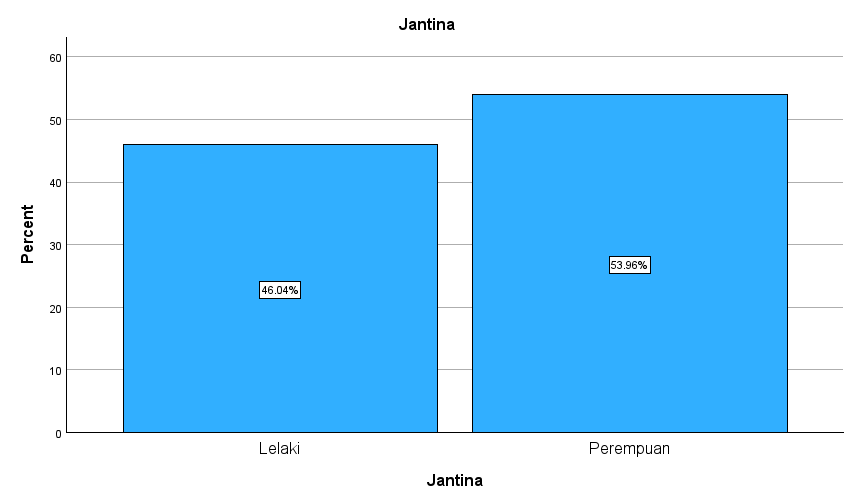 Jantina
Percent
60
50
40
30
20
10
0
46.04%
53.96%
Lelaki
Perempuan
Jantina